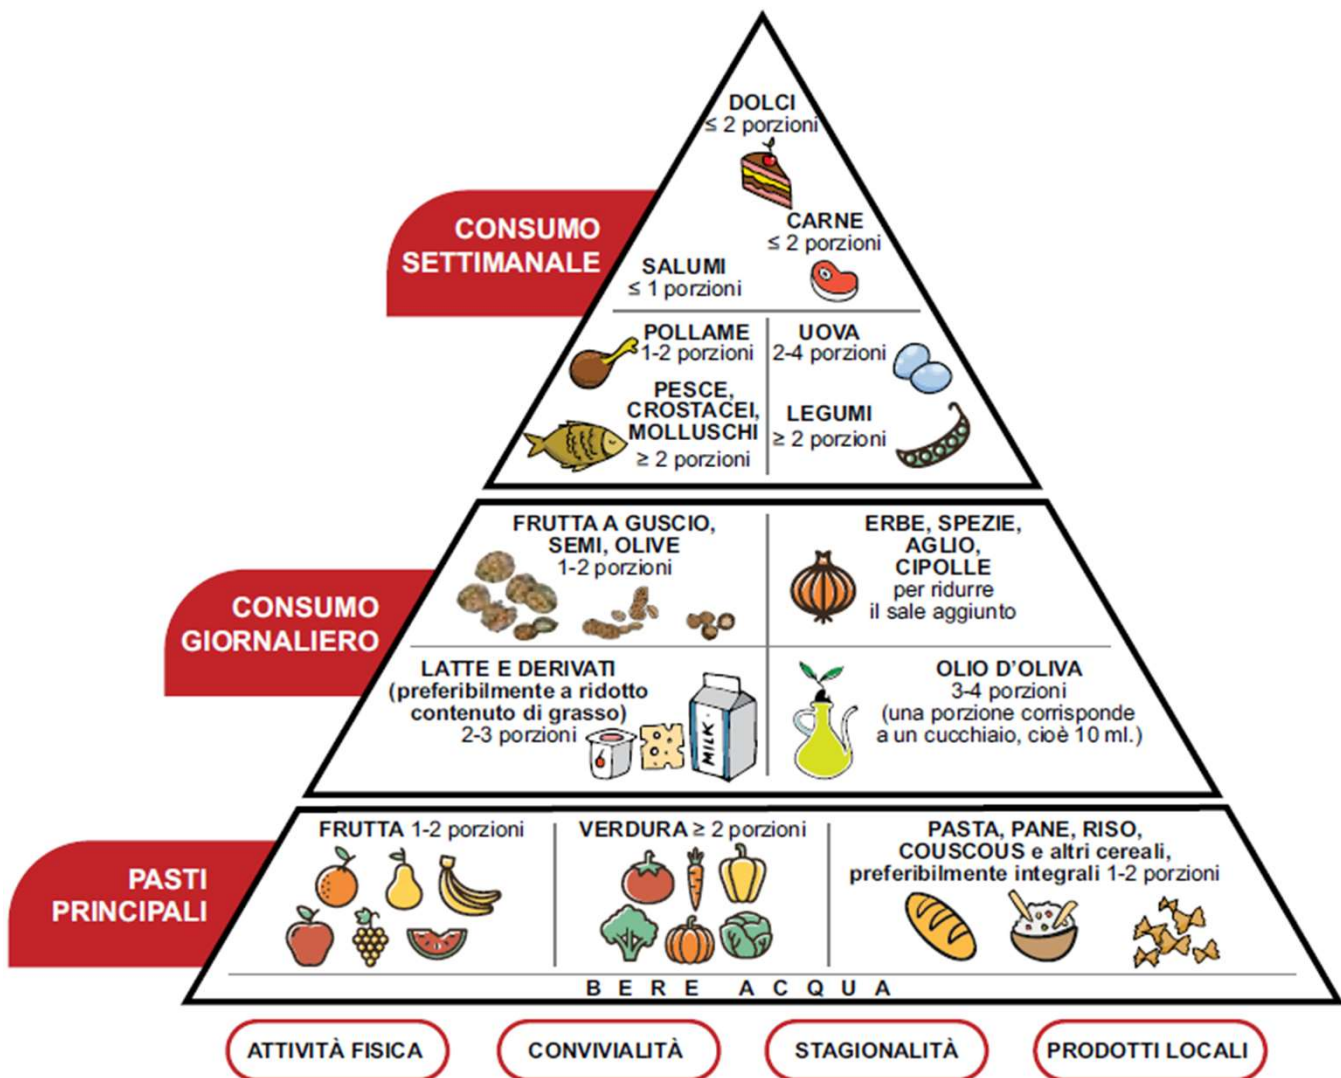 DOLCI
≤ 2 porzioni
CARNE
≤ 2 porzioni
CONSUMO
SETTIMANALE
SALUMI
≤ 1 porzioni
POLLAME
1-2 porzioni
UOVA
2-4 porzioni
PESCE,
CROSTACEI,
MOLLUSCHI
≥ 2 porzioni
LEGUMI
≥ 2 porzioni
CONSUMO
GIORNALIERO
FRUTTA A GUSCIO,
SEMI, OLIVE
1-2 porzioni
ERBE, SPEZIE,
AGLIO,
CIPOLLE
per ridurre
il sale aggiunto
LATTE E DERIVATI
(preferibilmente a ridotto
contenuto di grasso)
2-3 porzioni
MILK
OLIO D'OLIVA
3-4 porzioni
(una porzione corrisponde
a un cucchiaio, cioè 10 ml.)
PASTI
PRINCIPALI
FRUTTA 1-2 porzioni
VERDURA ≥ 2 porzioni
PASTA, PANE, RISO,
COUSCOUS e altri cereali,
preferibilmente integrali 1-2 porzioni
BERE ACQUA
ATTIVITÀ FISICA
CONVIVIALITÀ
STAGIONALITÀ
PRODOTTI LOCALI